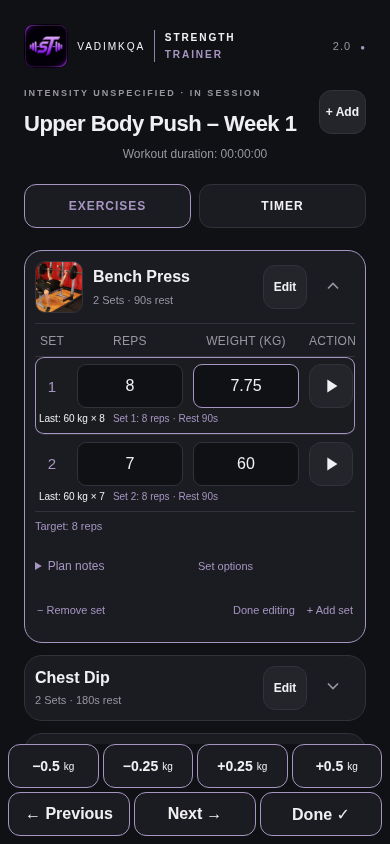 VADIMKQA
STRENGTH
TRAINER
2.0
INTENSITY UNSPECIFIED · IN SESSION
Upper Body Push – Week 1
+ Add
Workout duration: 00:00:00
EXERCISES
TIMER
Bench Press
2 Sets · 90s rest
Edit
SET REPS WEIGHT (KG) ACTION
1 8 7.75
Last: 60 kg × 8 Set 1: 8 reps · Rest 90s
2 7 60
Last: 60 kg × 7 Set 2: 8 reps · Rest 90s
Target: 8 reps
Plan notes
Set options
− Remove set
Done editing
+ Add set
Chest Dip
2 Sets · 180s rest
Edit
−0.5 kg
−0.25 kg
+0.25 kg
+0.5 kg
← Previous
Next →
Done ✓